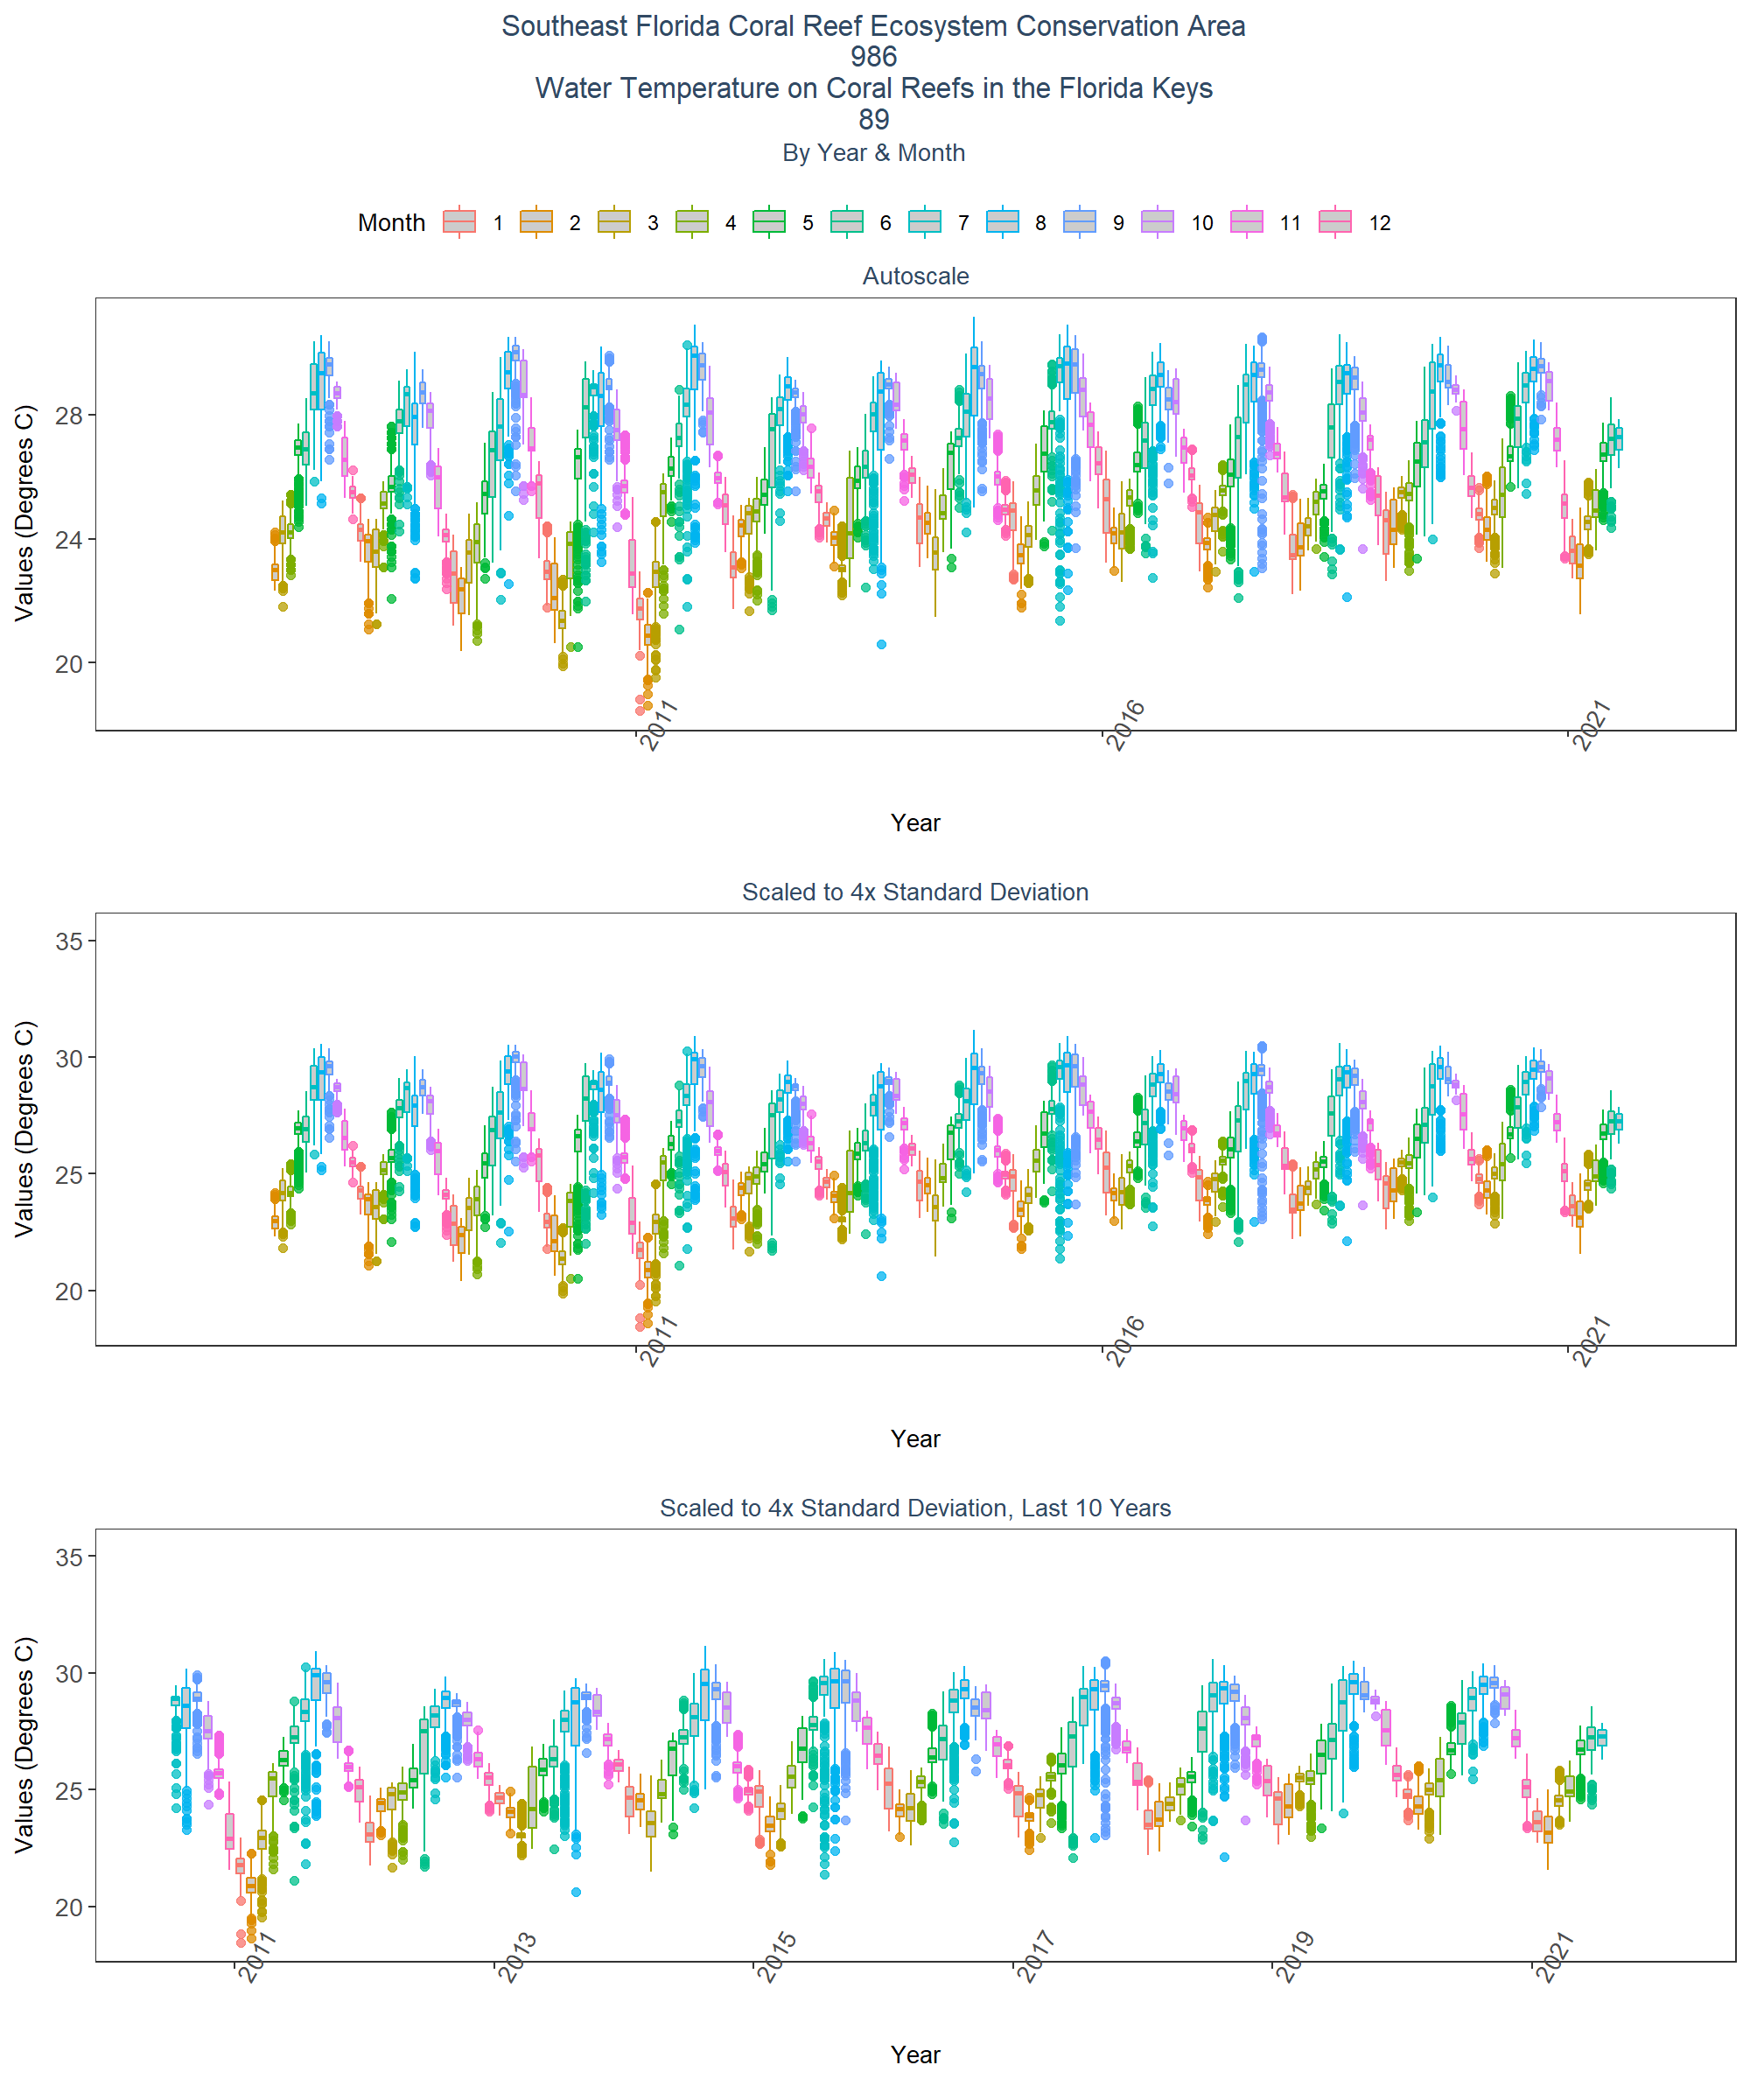 Southeast Florida Coral Reef Ecosystem Conservation Area
986
Water Temperature on Coral Reefs in the Florida Keys
89
By Year & Month
Month 1 2 3 4 5 6 7 8 9 10 11 12
Autoscale
Values (Degrees C)
28
24
20
2011 2016 2021
Year
Scaled to 4x Standard Deviation
Values (Degrees C)
35
30
25
20
2011 2016 2021
Year
Scaled to 4x Standard Deviation, Last 10 Years
Values (Degrees C)
35
30
25
20
2011 2013 2015 2017 2019 2021
Year